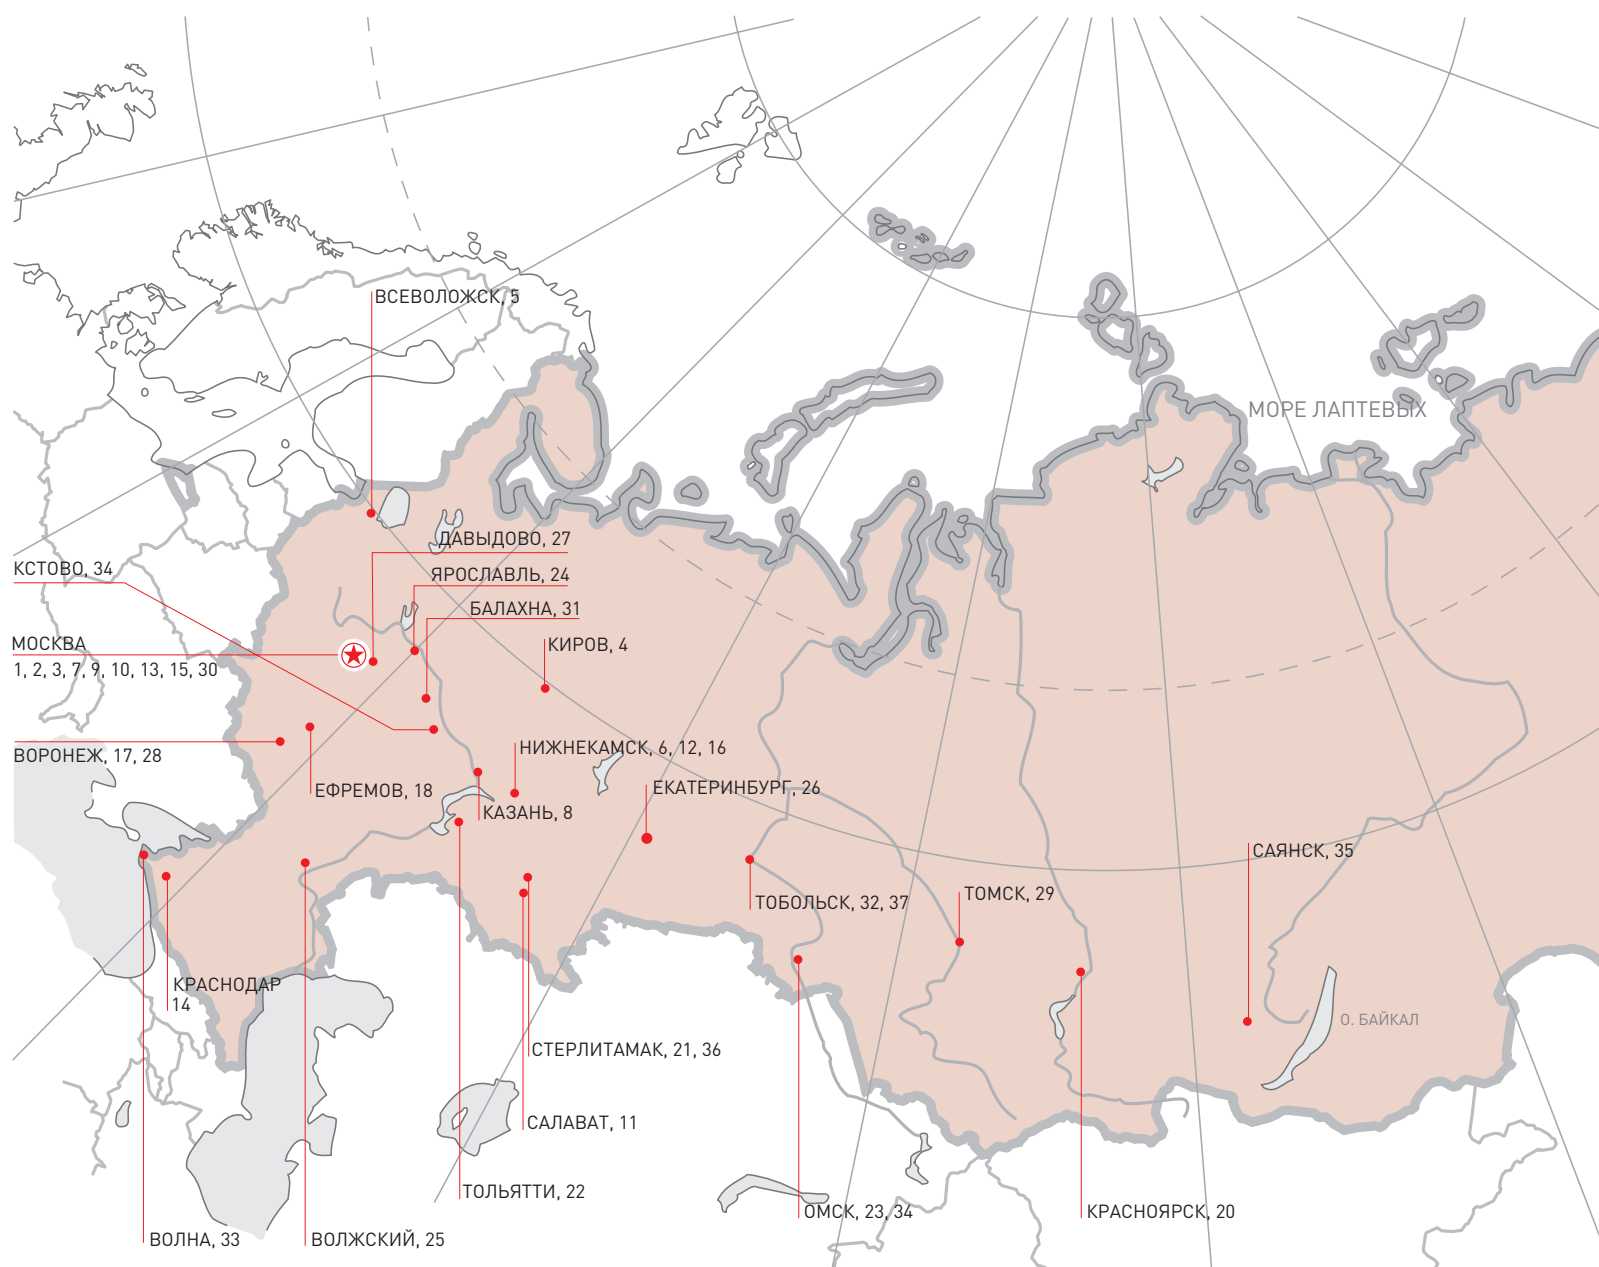 ВСЕВОЛОЖСК, 5
МОРЕ ЛАПТЕВЫХ
ДАВЫДОВО, 27
КСТОВО, 34
ЯРОСЛАВЛЬ, 24
БАЛАХНА, 31
МОСКВА
1, 2, 3, 7, 9, 10, 13, 15, 30
КИРОВ, 4
ВОРОНЕЖ, 17, 28
НИЖНЕКАМСК, 6, 12, 16
ЕФРЕМОВ, 18
ЕКАТЕРИНБУРГ, 26
КАЗАНЬ, 8
САЯНСК, 35
ТОБОЛЬСК, 32, 37
ТОМСК, 29
КРАСНОДАР
14
О. БАЙКАЛ
СТЕРЛИТАМАК, 21, 36
САЛАВАТ, 11
ТОЛЬЯТТИ, 22
ОМСК, 23, 34
КРАСНОЯРСК, 20
ВОЛНА, 33
ВОЛЖСКИЙ, 25